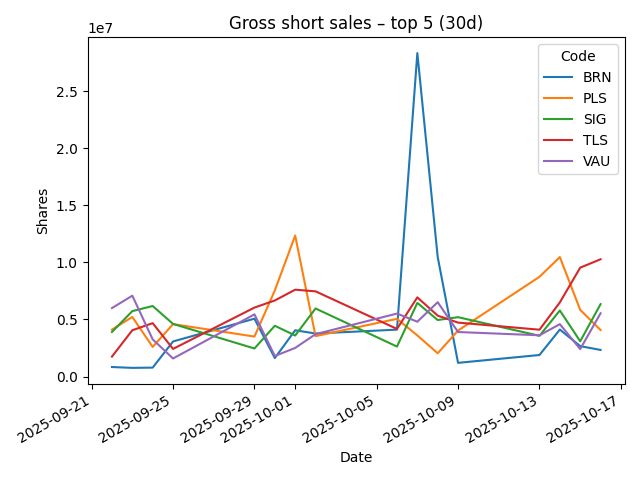 Gross short sales – top 5 (30d)
1e7
Code
BRN
PLS
SIG
TLS
VAU
2.5
2.0
1.5
1.0
0.5
0.0
Shares
2025-09-21
2025-09-25
2025-09-29
2025-10-01
2025-10-05
2025-10-09
2025-10-13
2025-10-17
Date